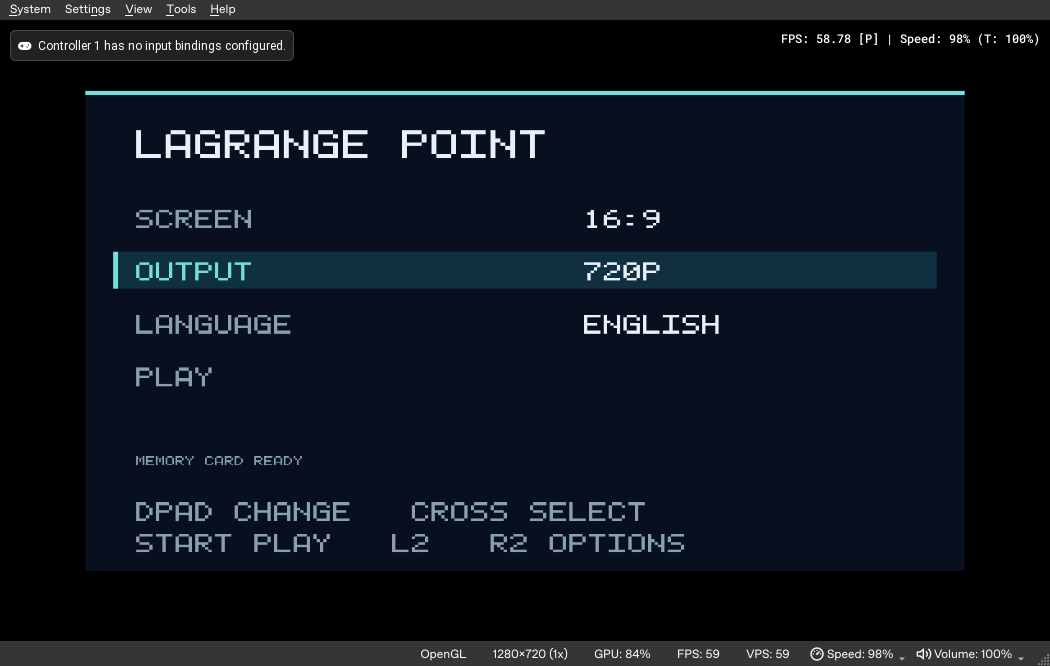 System Settings View Tools Help
Controller 1 has no input bindings configured.
FPS: 58.78 [P] | Speed: 98% (T: 100%)
LAGRANGE POINT
SCREEN 16:9
OUTPUT 720P
LANGUAGE ENGLISH
PLAY
MEMORY CARD READY
DPAD CHANGE CROSS SELECT
START PLAY L2 R2 OPTIONS
OpenGL 1280×720 (1x) GPU: 84% FPS: 59 VPS: 59 Speed: 98% Volume: 100%